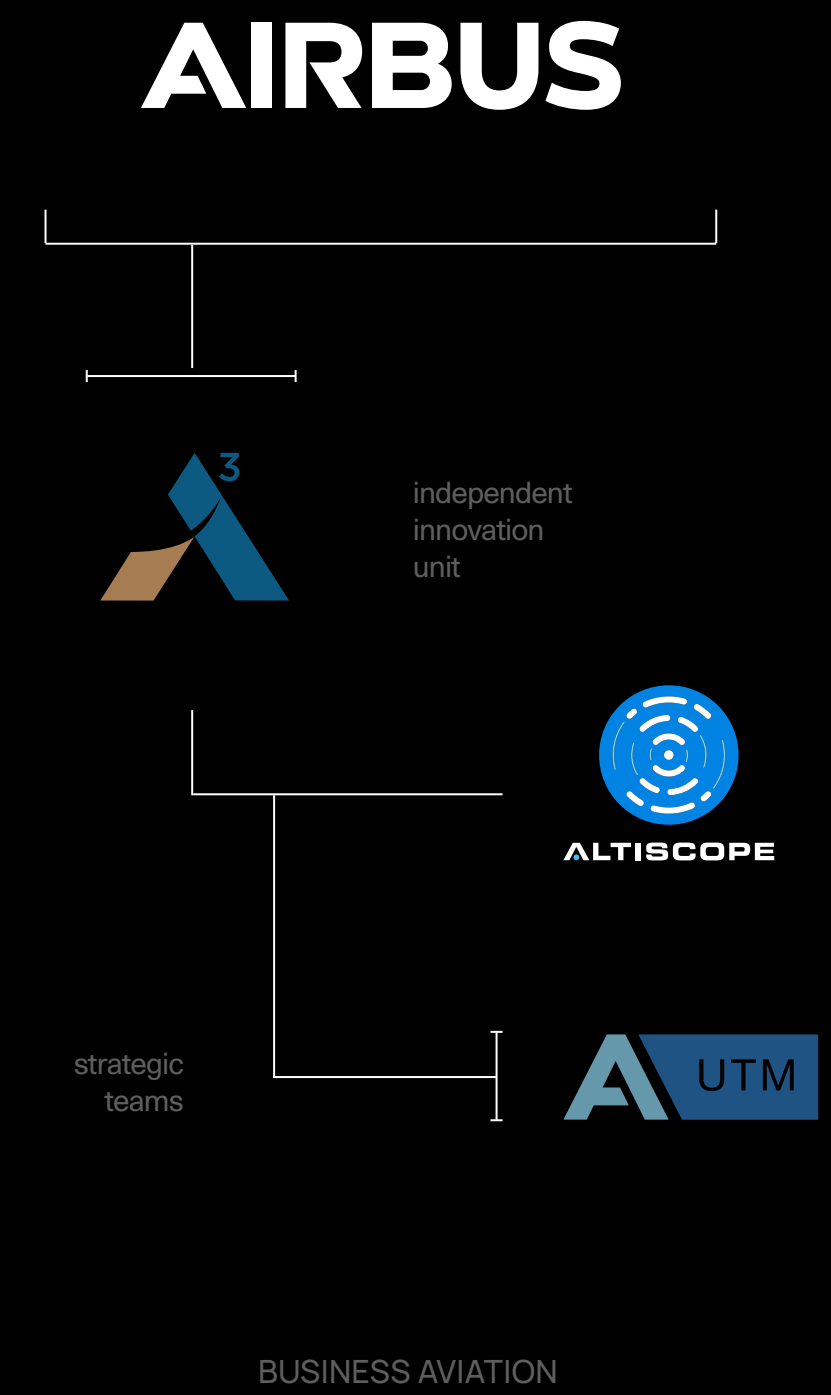 AIRBUS
3
independent
innovation
unit
ALTISCOPE
strategic
teams
A UTM
BUSINESS AVIATION